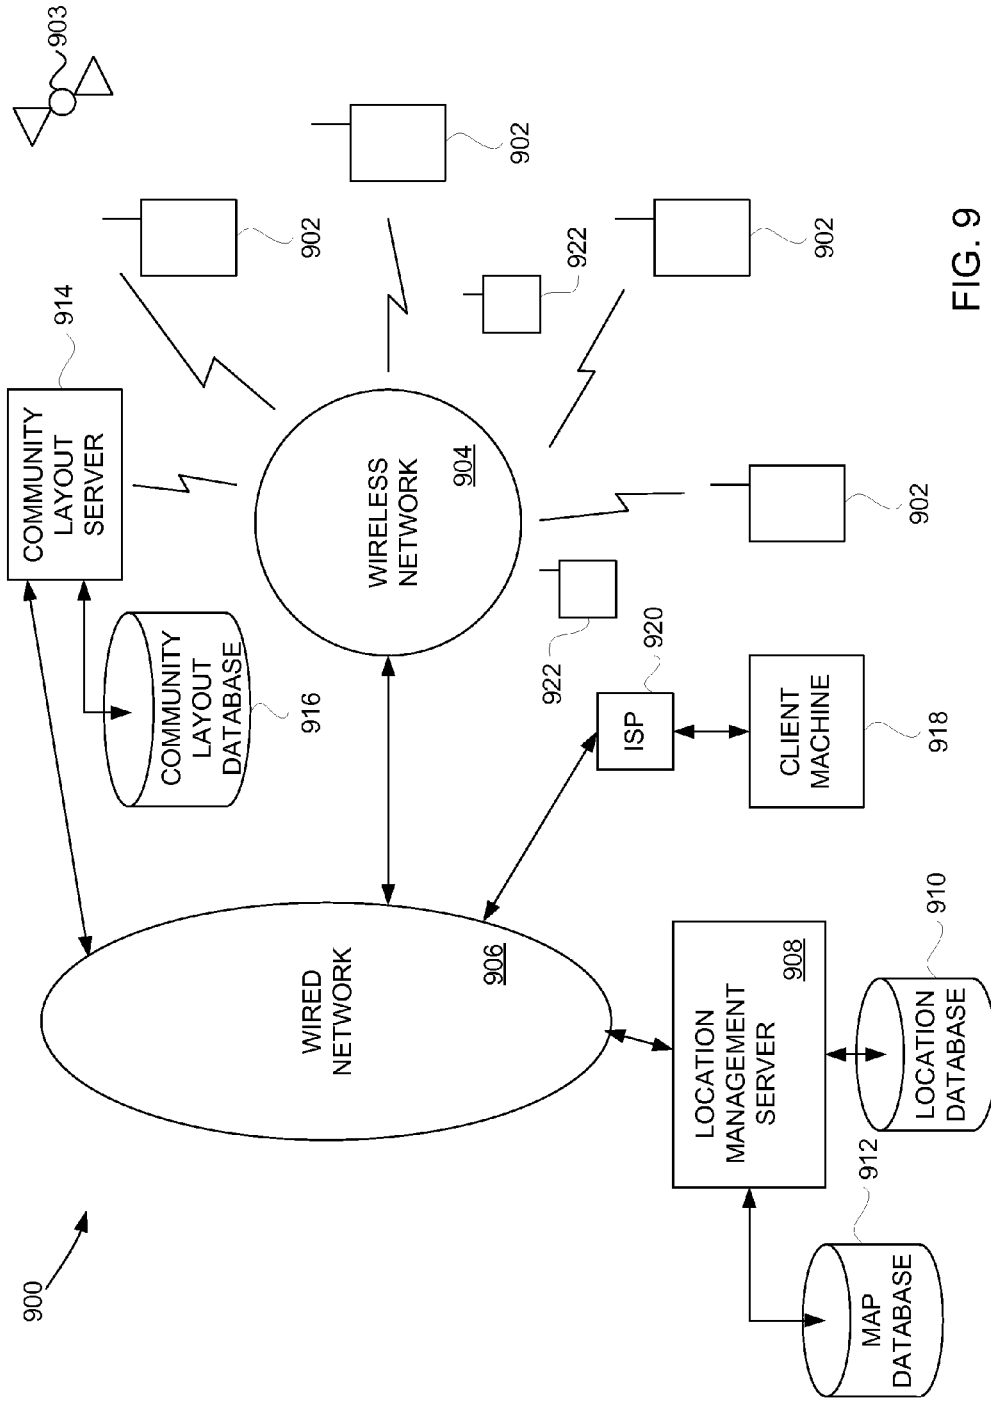 900
COMMUNITY
LAYOUT
SERVER
914
903
COMMUNITY
LAYOUT
DATABASE
916
902
WIRED
NETWORK
906
WIRELESS
NETWORK
904
902
922
922
920
ISP
902
902
LOCATION
MANAGEMENT
SERVER
908
CLIENT
MACHINE
918
912
MAP
DATABASE
910
LOCATION
DATABASE
FIG. 9